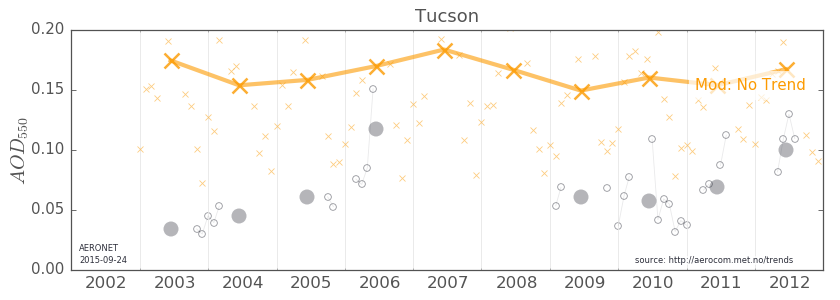 Tucson
0.20
0.15
0.10
0.05
0.00
AOD550
Mod: No Trend
AERONET
2015-09-24
source: http://aerocom.met.no/trends
2002 2003 2004 2005 2006 2007 2008 2009 2010 2011 2012